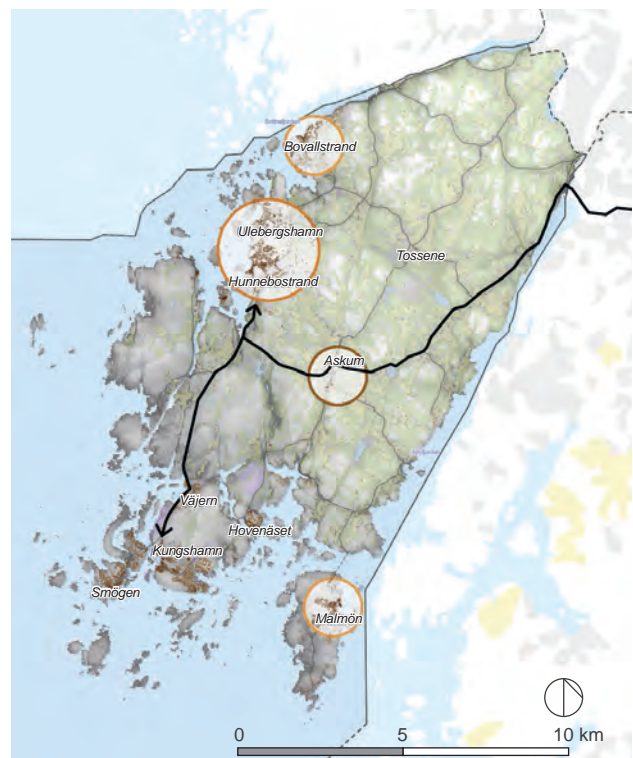 Bovallstrand
Ulebergshamn
Tossene
Hunnebostrand
Askum
Väjern
Hovenäset
Kungshamn
Smögen
Malmön
0
5
10 km